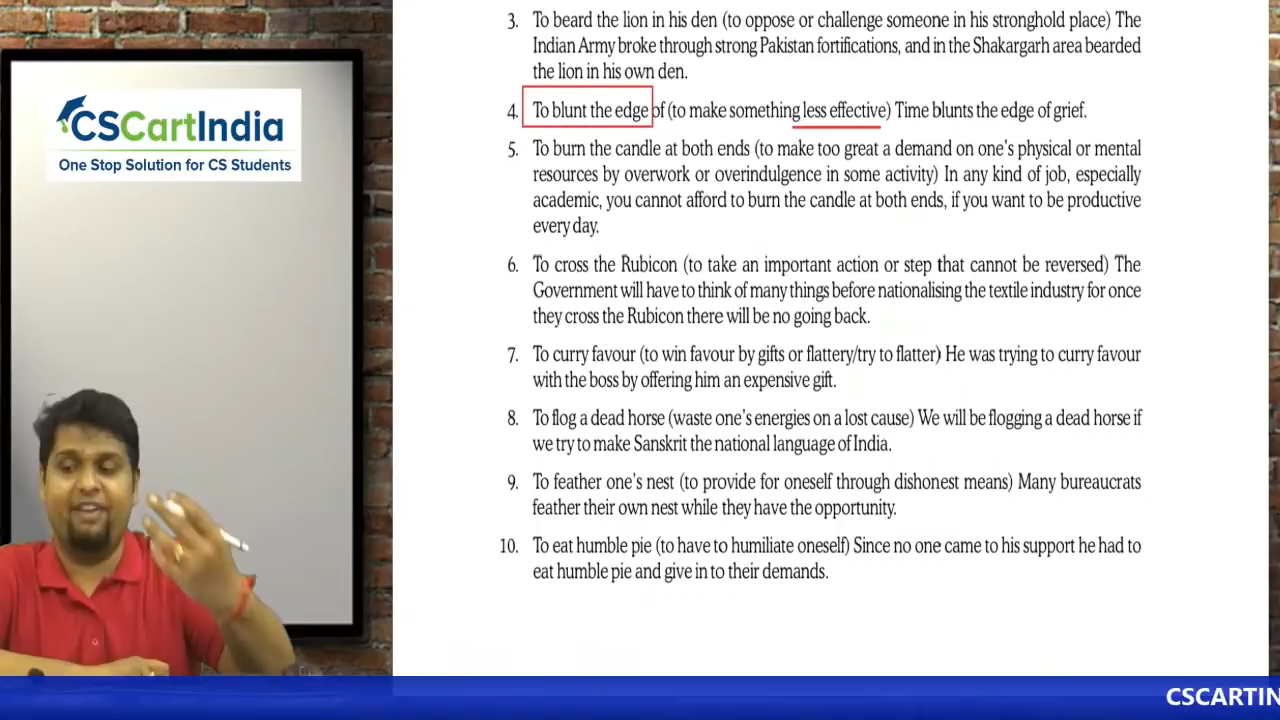 CSCartIndia
One Stop Solution for CS Students
3. To beard the lion in his den (to oppose or challenge someone in his stronghold place) The
Indian Army broke through strong Pakistan fortifications, and in the Shakargarh area bearded
the lion in his own den.
4. To blunt the edge of (to make something less effective) Time blunts the edge of grief.
5. To burn the candle at both ends (to make too great a demand on one’s physical or mental
resources by overwork or overindulgence in some activity) In any kind of job, especially
academic, you cannot afford to burn the candle at both ends, if you want to be productive
every day.
6. To cross the Rubicon (to take an important action or step that cannot be reversed) The
Government will have to think of many things before nationalising the textile industry for once
they cross the Rubicon there will be no going back.
7. To curry favour (to win favour by gifts or flattery/try to flatter) He was trying to curry favour
with the boss by offering him an expensive gift.
8. To flog a dead horse (waste one’s energies on a lost cause) We will be flogging a dead horse if
we try to make Sanskrit the national language of India.
9. To feather one’s nest (to provide for oneself through dishonest means) Many bureaucrats
feather their own nest while they have the opportunity.
10. To eat humble pie (to have to humiliate oneself) Since no one came to his support he had to
eat humble pie and give in to their demands.
CSCARTIN